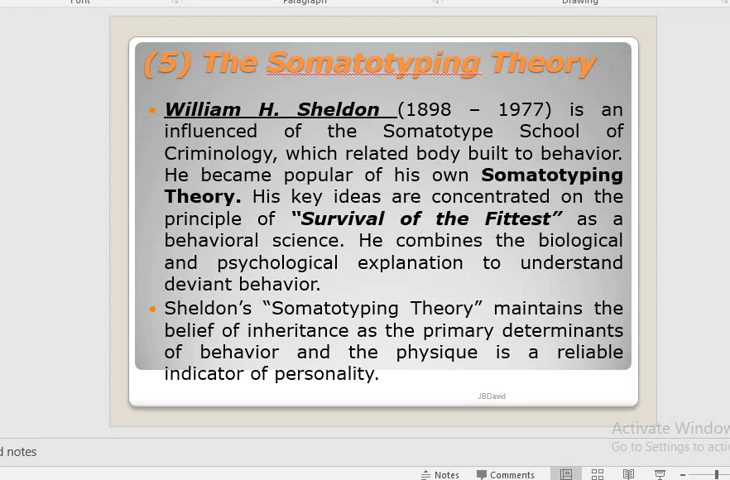 Font
Paragraph
Drawing
(5) The Somatotyping Theory
William H. Sheldon (1898 – 1977) is an
influenced of the Somatotype School of
Criminology, which related body built to behavior.
He became popular of his own Somatotyping
Theory. His key ideas are concentrated on the
principle of “Survival of the Fittest” as a
behavioral science. He combines the biological
and psychological explanation to understand
deviant behavior.
Sheldon’s “Somatotyping Theory” maintains the
belief of inheritance as the primary determinants
of behavior and the physique is a reliable
indicator of personality.
JBDavid
Activate Window
Go to Settings to activ
d notes
Notes
Comments